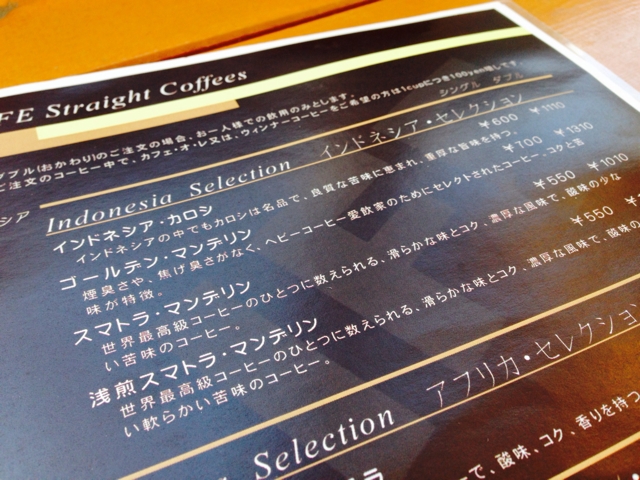 FE Straight Coffees
ブル(おかわり)のご注文の場合、お一人様での飲用のみとします。
ご注文のコーヒー中で、カフェ・オ・レ又は、ウィンナーコーヒーをご希望の方は1cupにつき100yen増しです。
シングル ダブル
シア
Indonesia Selection インドネシア・セレクション
インドネシア・カロシ ¥600 ¥1110
インドネシアの中でもカロシは名品で、良質な苦味に恵まれ、重厚な旨味を持つ。
ゴールデン・マンデリン ¥700 ¥1310
煙臭さや、焦げ臭さがなく、ヘビーコーヒー愛飲家のためにセレクトされたコーヒー、コクと苦
味が特徴。
スマトラ・マンデリン ¥550 ¥1010
世界最高級コーヒーのひとつに数えられる、滑らかな味とコク、濃厚な風味で、酸味の少な
い苦味のコーヒー。
浅煎スマトラ・マンデリン ¥550
世界最高級コーヒーのひとつに数えられる、滑らかな味とコク、濃厚な風味で、酸味の
い軟らかい苦味のコーヒー。
Selection アフリカ・セレクション
で、酸味、コク、香りを持つ